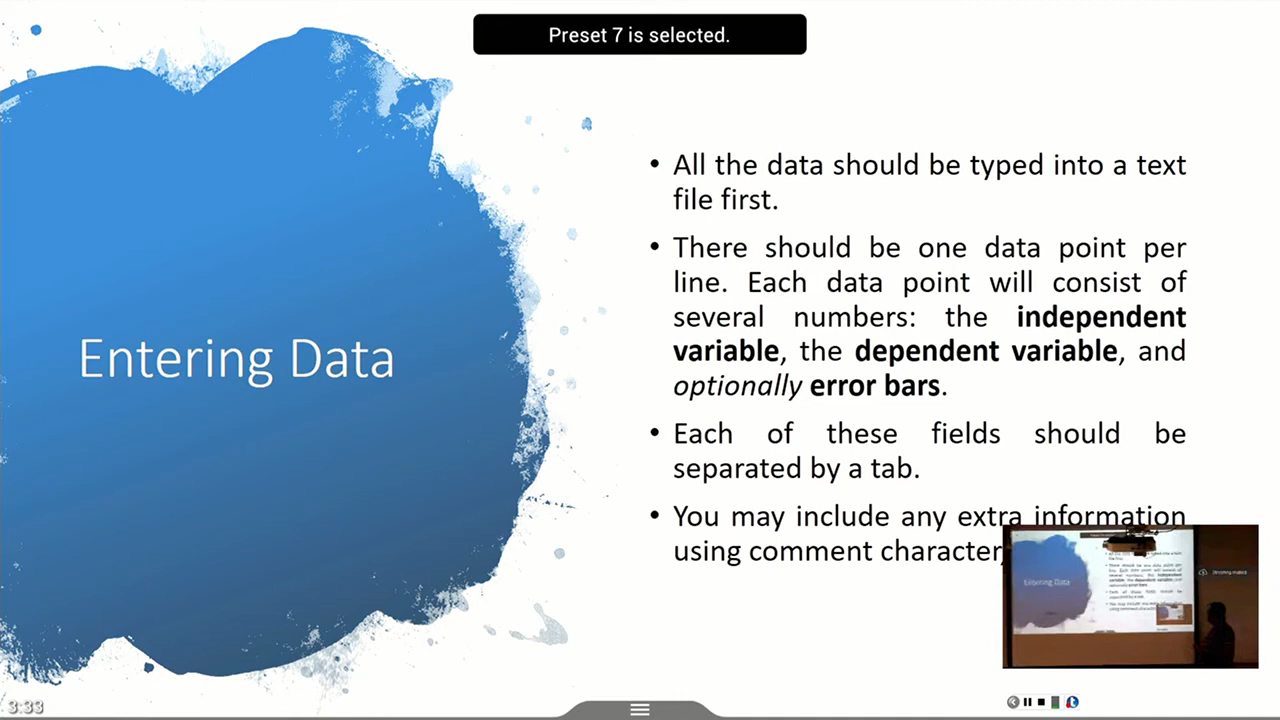 Preset 7 is selected.
Entering Data
• All the data should be typed into a text
file first.
• There should be one data point per
line. Each data point will consist of
several numbers: the independent
variable, the dependent variable, and
optionally error bars.
• Each of these fields should be
separated by a tab.
• You may include any extra information
using comment character,
Entering Data
3:33